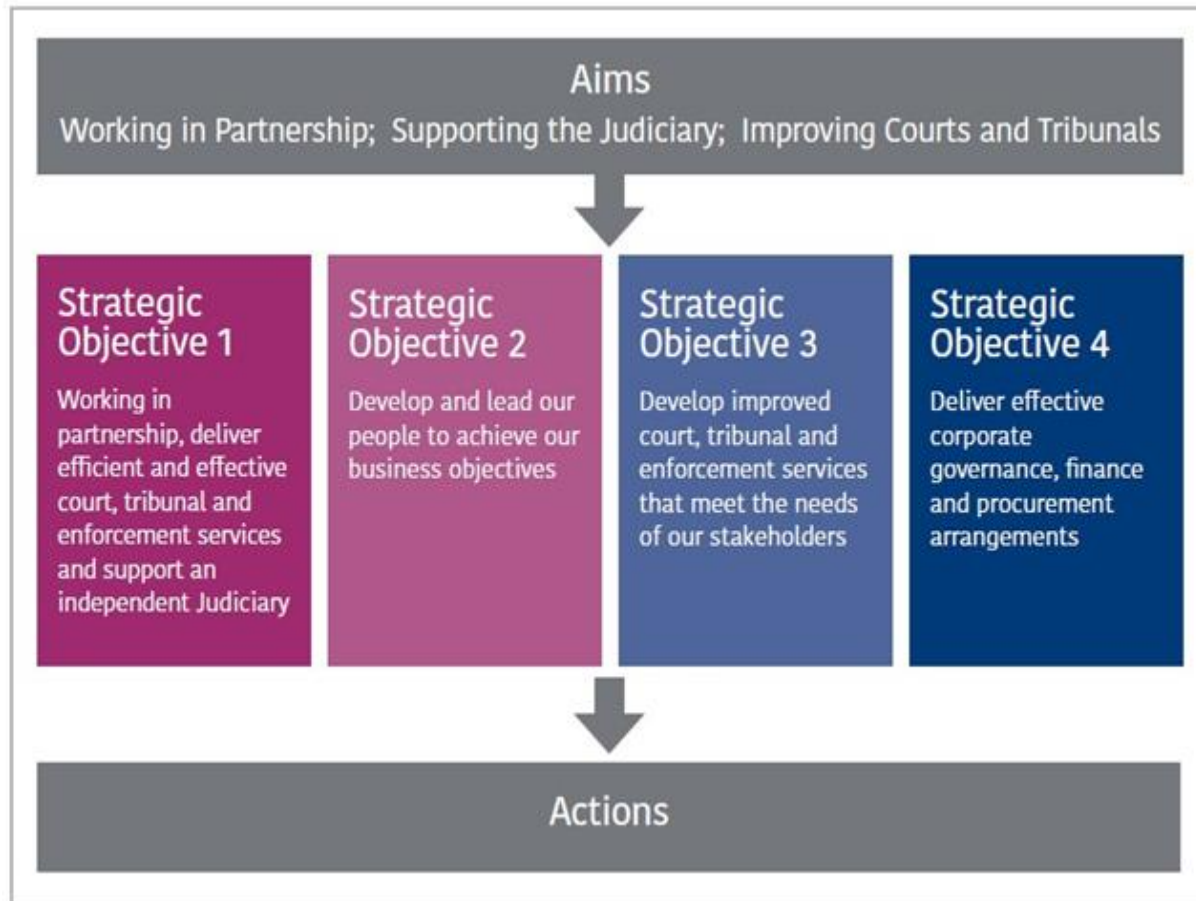 Aims
Working in Partnership; Supporting the Judiciary; Improving Courts and Tribunals
Strategic
Objective 1
Working in
partnership, deliver
efficient and effective
court, tribunal and
enforcement services
and support an
independent Judiciary
Strategic
Objective 2
Develop and lead our
people to achieve our
business objectives
Strategic
Objective 3
Develop improved
court, tribunal and
enforcement services
that meet the needs
of our stakeholders
Strategic
Objective 4
Deliver effective
corporate
governance, finance
and procurement
arrangements
Actions